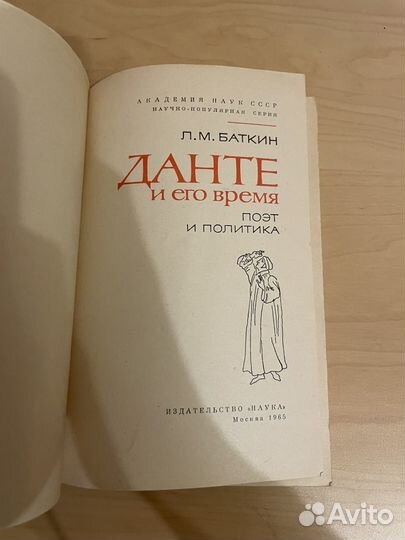 АКАДЕМИЯ НАУК СССР
НАУЧНО-ПОПУЛЯРНАЯ СЕРИЯ
Л.М. БАТКИН
ДАНТЕ
и его время
ПОЭТ
И ПОЛИТИКА
ИЗДАТЕЛЬСТВО «НАУКА»
Москва 1965
Avito